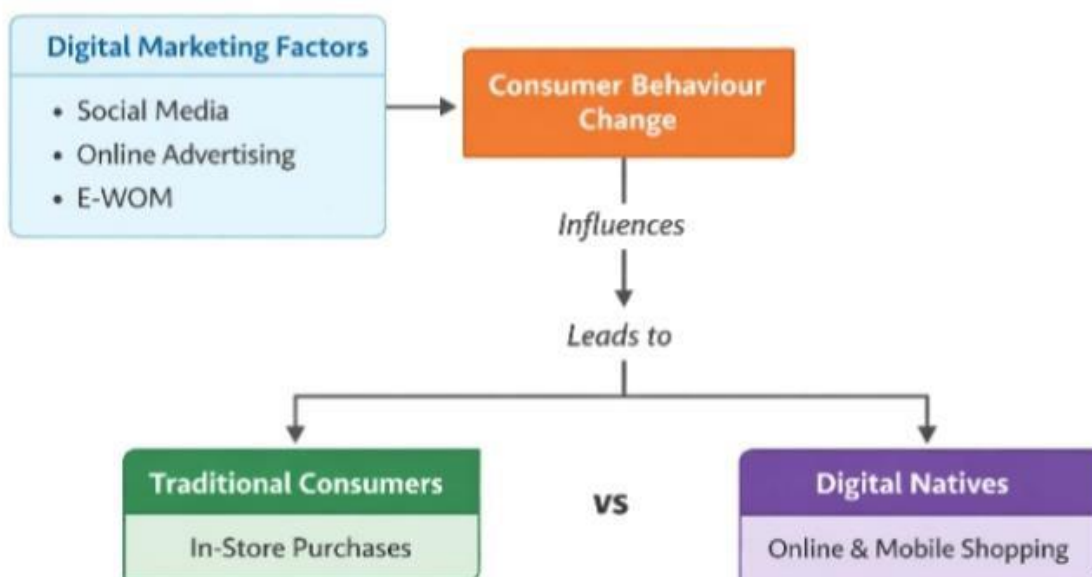 Digital Marketing Factors
• Social Media
• Online Advertising
• E-WOM
Consumer Behaviour
Change
Influences
Leads to
Traditional Consumers
In-Store Purchases
vs
Digital Natives
Online & Mobile Shopping